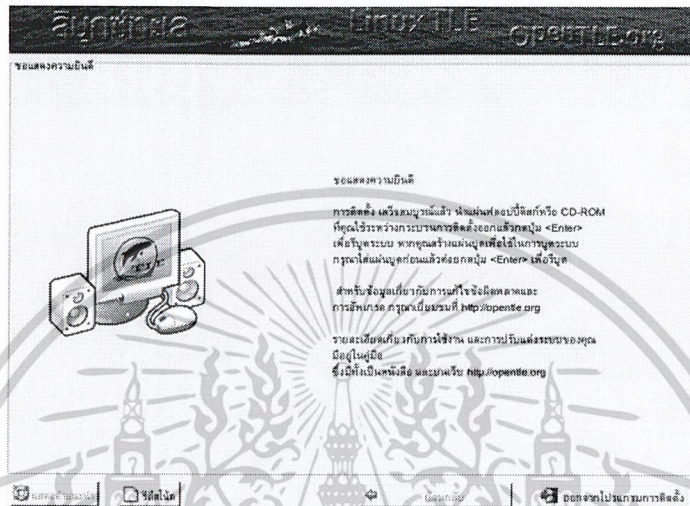 ลินุกซ์ทะเล Linux TLE OpenTLE.org
ขอแสดงความยินดี
ขอแสดงความยินดี
การติดตั้ง เสร็จสมบูรณ์แล้ว นำแผ่นฟลอปปี้ดิสก์หรือ CD-ROM
ที่คุณใช้ระหว่างกระบวนการติดตั้งออกแล้วกดปุ่ม <Enter>
เพื่อรีบูตระบบ หากคุณสร้างแผ่นบูตเพื่อใช้ในการบูตระบบ
กรุณาใส่แผ่นบูตก่อนแล้วค่อยกดปุ่ม <Enter> เพื่อรีบูต
สำหรับข้อมูลเกี่ยวกับการแก้ไขข้อผิดพลาดและ
การอัพเกรด กรุณาเยี่ยมชมที่ http://opentle.org
รายละเอียดเกี่ยวกับการใช้งาน และการปรับแต่งระบบของคุณ
มีอยู่ในคู่มือ
ซึ่งมีทั้งเป็นหนังสือ และบนเว็บ http://opentle.org
รีลีสโน้ต
ย้อนกลับ
ออกจากโปรแกรมการติดตั้ง